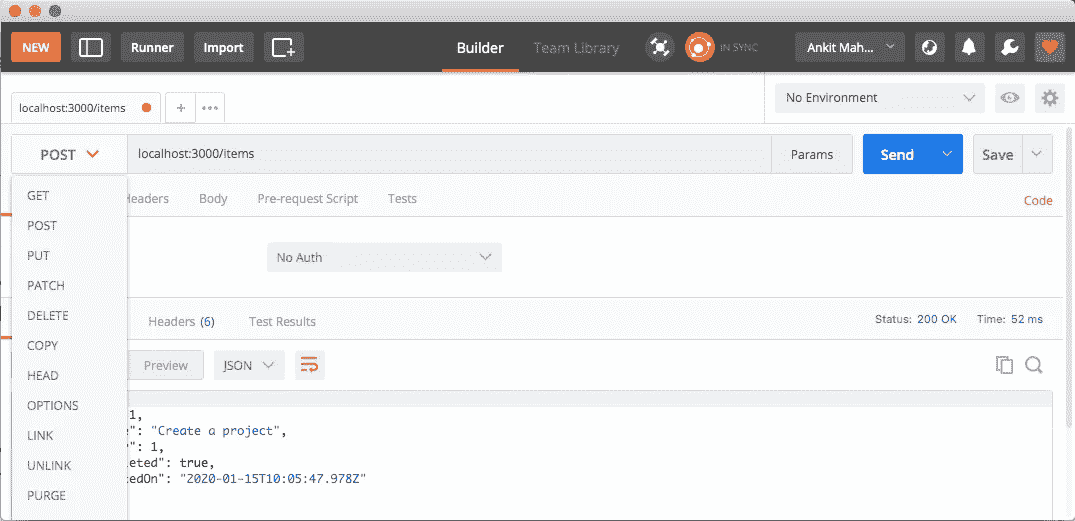 NEW Runner Import Builder Team Library IN SYNC Ankit Mah...
localhost:3000/items + ••• No Environment
POST localhost:3000/items Params Send Save
GET
Headers Body Pre-request Script Tests Code
POST
PUT No Auth
PATCH
DELETE Headers (6) Test Results Status: 200 OK Time: 52 ms
COPY
Preview JSON
HEAD
OPTIONS 1,
e": "Create a project",
LINK
": 1,
UNLINK leted": true,
edOn": "2020-01-15T10:05:47.978Z"
PURGE